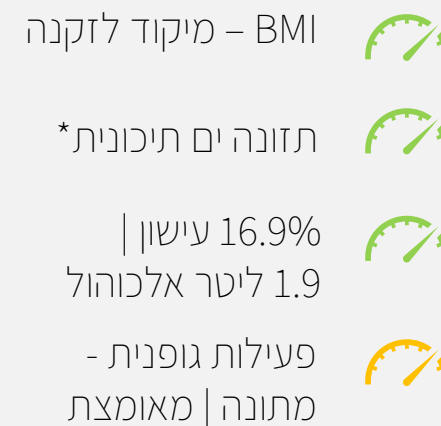 BMI – מיקוד לזקנה
תזונה ים תיכונית*
16.9% עישון |
1.9 ליטר אלכוהול
פעילות גופנית -
מתונה | מאומצת